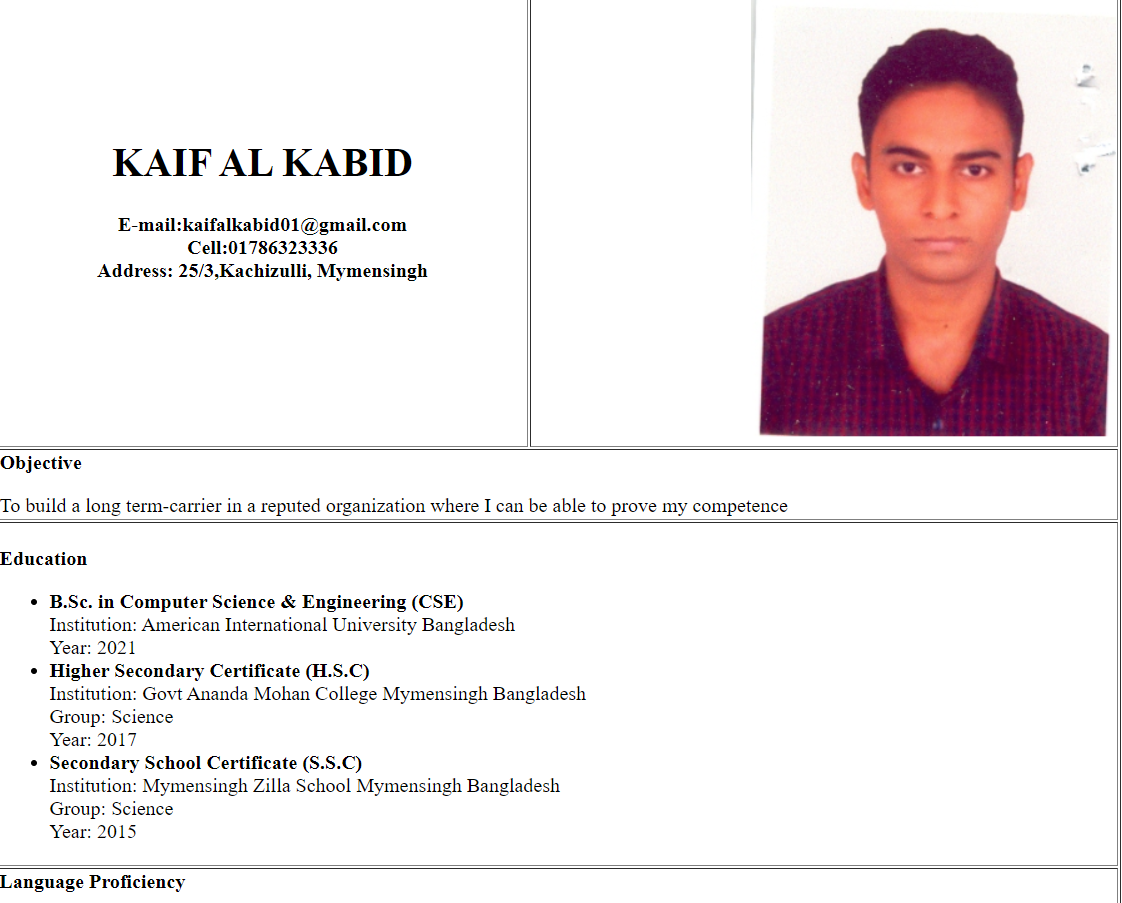 KAIF AL KABID
E-mail:kaifalkabid01@gmail.com
Cell:01786323336
Address: 25/3,Kachizulli, Mymensingh
Objective
To build a long term-carrier in a reputed organization where I can be able to prove my competence
Education
B.Sc. in Computer Science & Engineering (CSE)
Institution: American International University Bangladesh
Year: 2021
Higher Secondary Certificate (H.S.C)
Institution: Govt Ananda Mohan College Mymensingh Bangladesh
Group: Science
Year: 2017
Secondary School Certificate (S.S.C)
Institution: Mymensingh Zilla School Mymensingh Bangladesh
Group: Science
Year: 2015
Language Proficiency